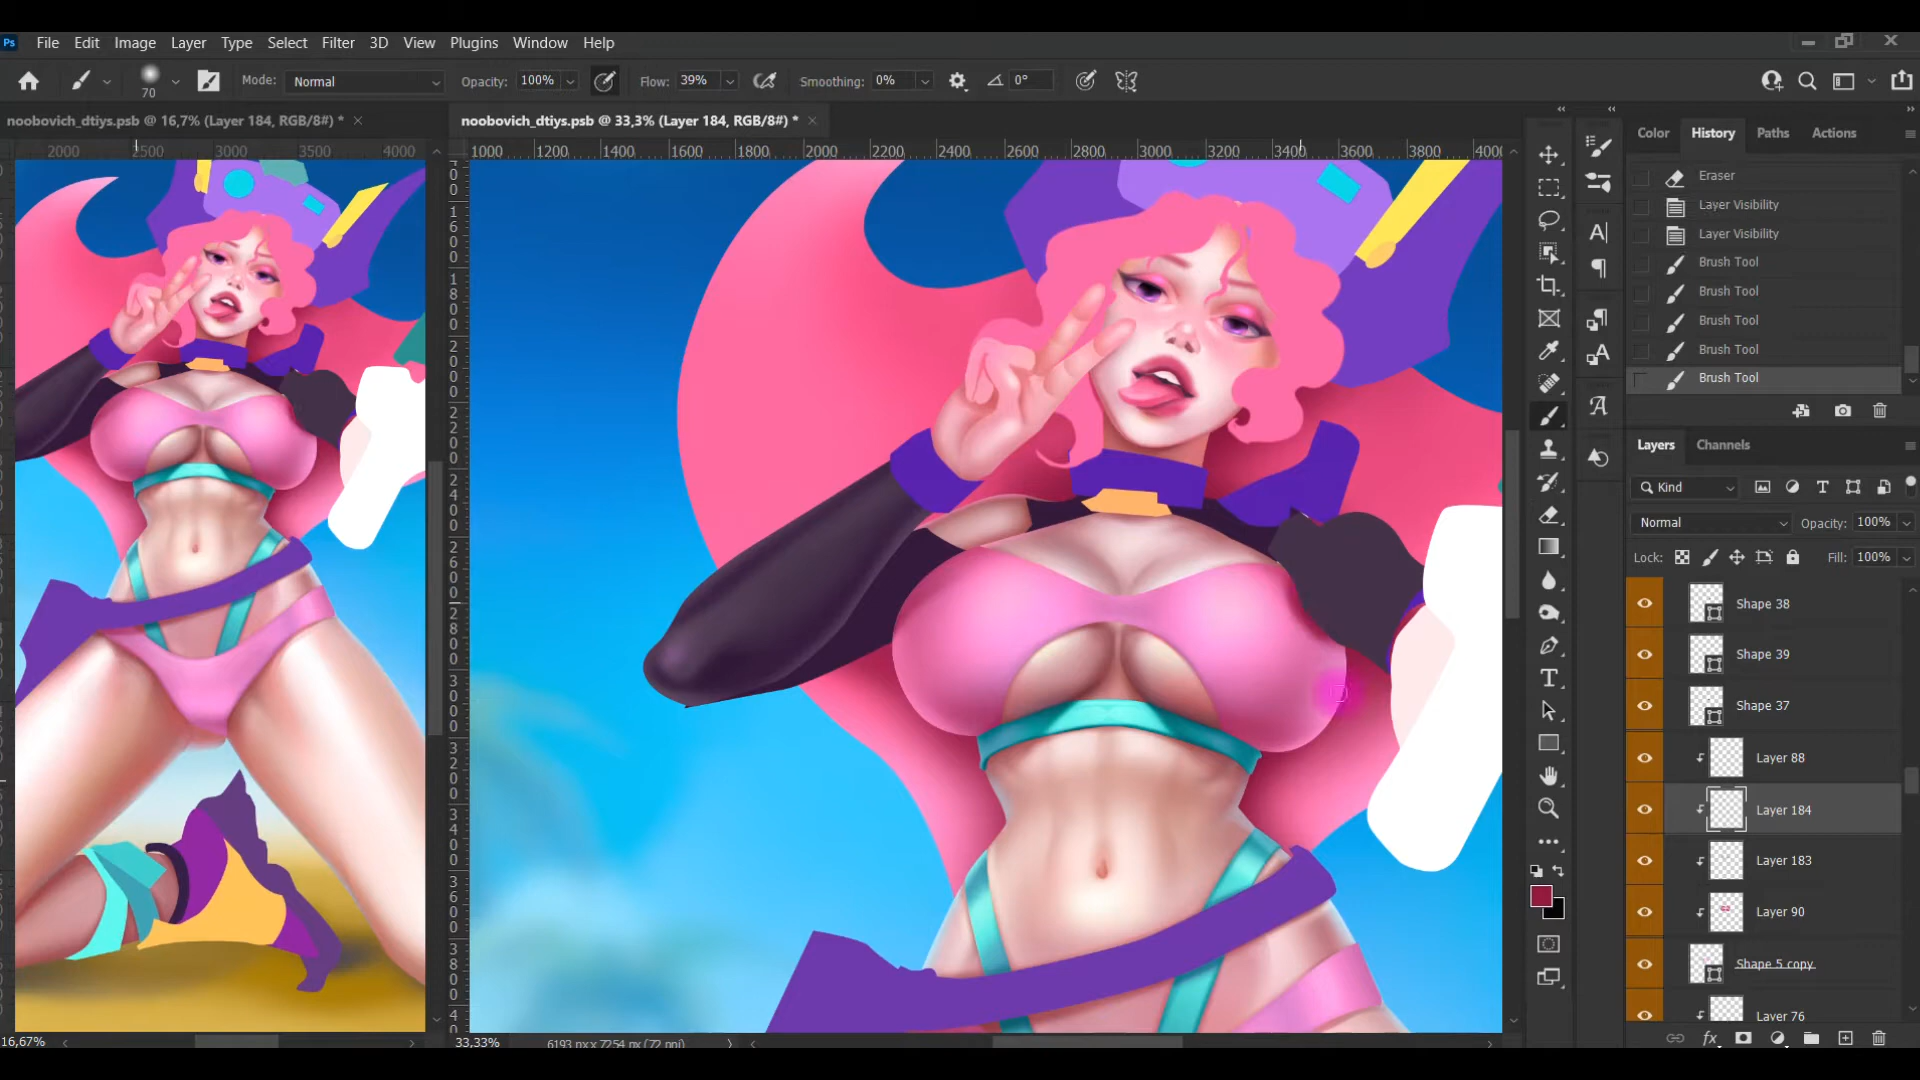 Ps File Edit Image Layer Type Select Filter 3D View Plugins Window Help
70 Mode: Normal Opacity: 100% Flow: 39% Smoothing: 0% 0°
noobovich_dtiys.psb @ 16,7% (Layer 184, RGB/8#) * ×
noobovich_dtiys.psb @ 33,3% (Layer 184, RGB/8#) * ×
2000 2500 3000 3500 4000
1000 1200 1400 1600 1800 2000 2200 2400 2600 2800 3000 3200 3400 3600 3800 4000
Color History Paths Actions
Eraser
Layer Visibility
Layer Visibility
Brush Tool
Brush Tool
Brush Tool
Brush Tool
Brush Tool
Layers Channels
Kind
Normal Opacity: 100%
Lock: Fill: 100%
Shape 38
Shape 39
Shape 37
Layer 88
Layer 184
Layer 183
Layer 90
Shape 5 copy
Layer 76
fx
16,67%
33,33% 6193 px x 7254 px (72 ppi)